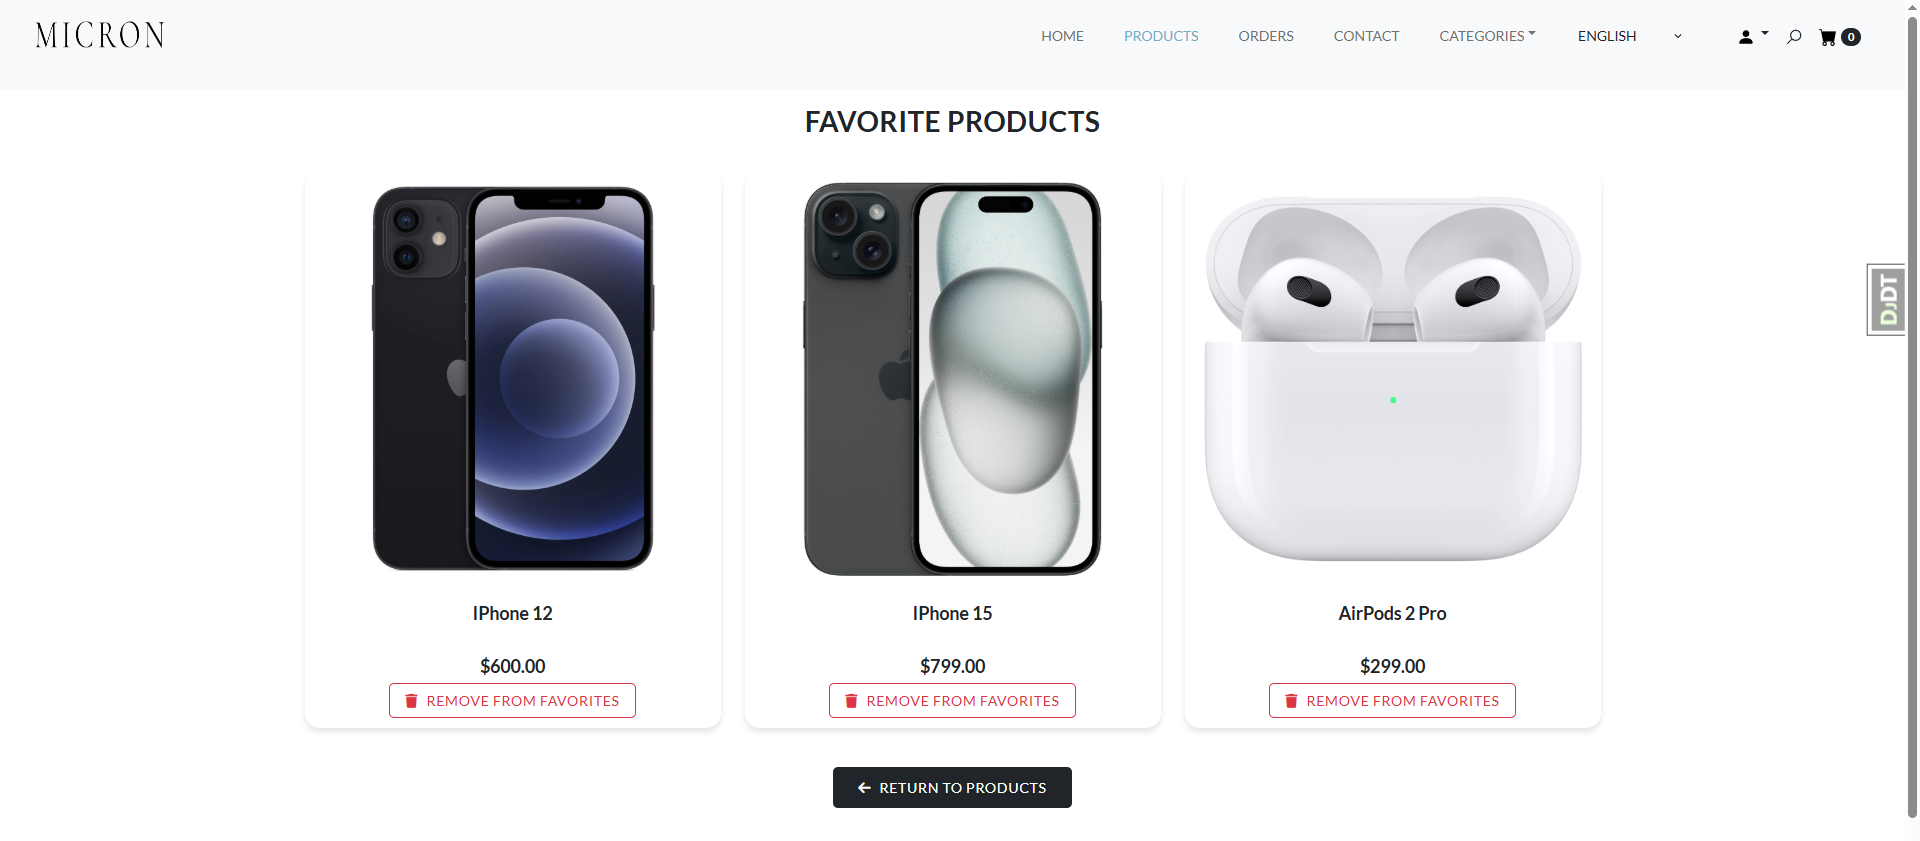 MICRON
HOME PRODUCTS ORDERS CONTACT CATEGORIES ENGLISH 0
FAVORITE PRODUCTS
DJDT
IPhone 12
IPhone 15
AirPods 2 Pro
$600.00
$799.00
$299.00
REMOVE FROM FAVORITES
REMOVE FROM FAVORITES
REMOVE FROM FAVORITES
RETURN TO PRODUCTS